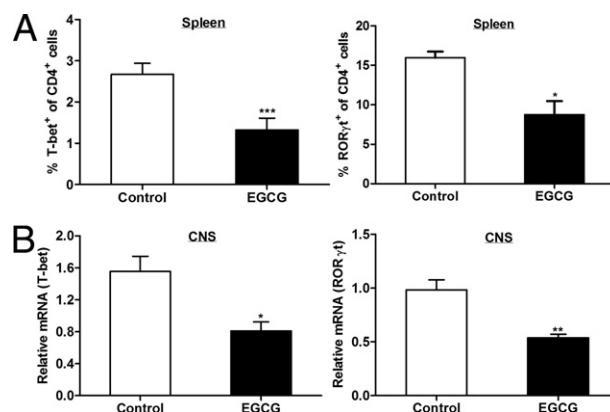 A
Spleen
% T-bet⁺ of CD4⁺ cells
4
3
2
1
0
***
Control
EGCG
Spleen
% RORγt⁺ of CD4⁺ cells
20
15
10
5
0
*
Control
EGCG
B
CNS
Relative mRNA (T-bet)
2.0
1.6
1.2
0.8
0.4
0.0
*
Control
EGCG
CNS
Relative mRNA (ROR γt)
1.5
1.0
0.5
0.0
**
Control
EGCG